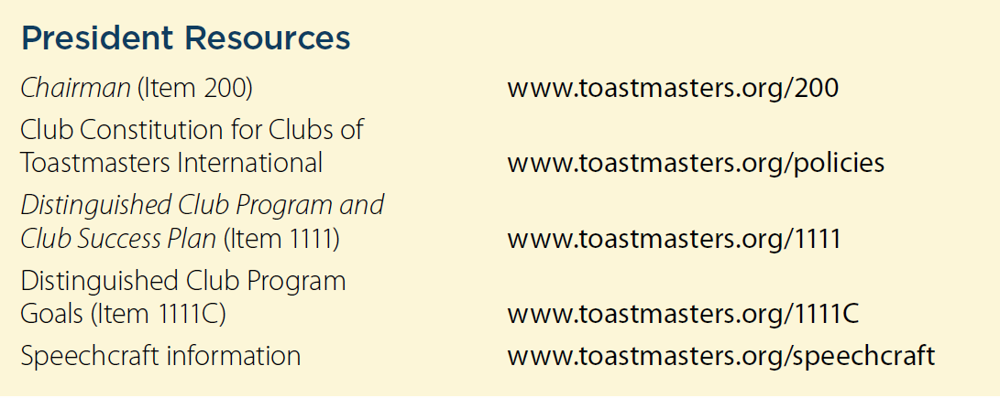 President Resources
Chairman (Item 200) www.toastmasters.org/200
Club Constitution for Clubs of
Toastmasters International www.toastmasters.org/policies
Distinguished Club Program and
Club Success Plan (Item 1111) www.toastmasters.org/1111
Distinguished Club Program
Goals (Item 1111C) www.toastmasters.org/1111C
Speechcraft information www.toastmasters.org/speechcraft